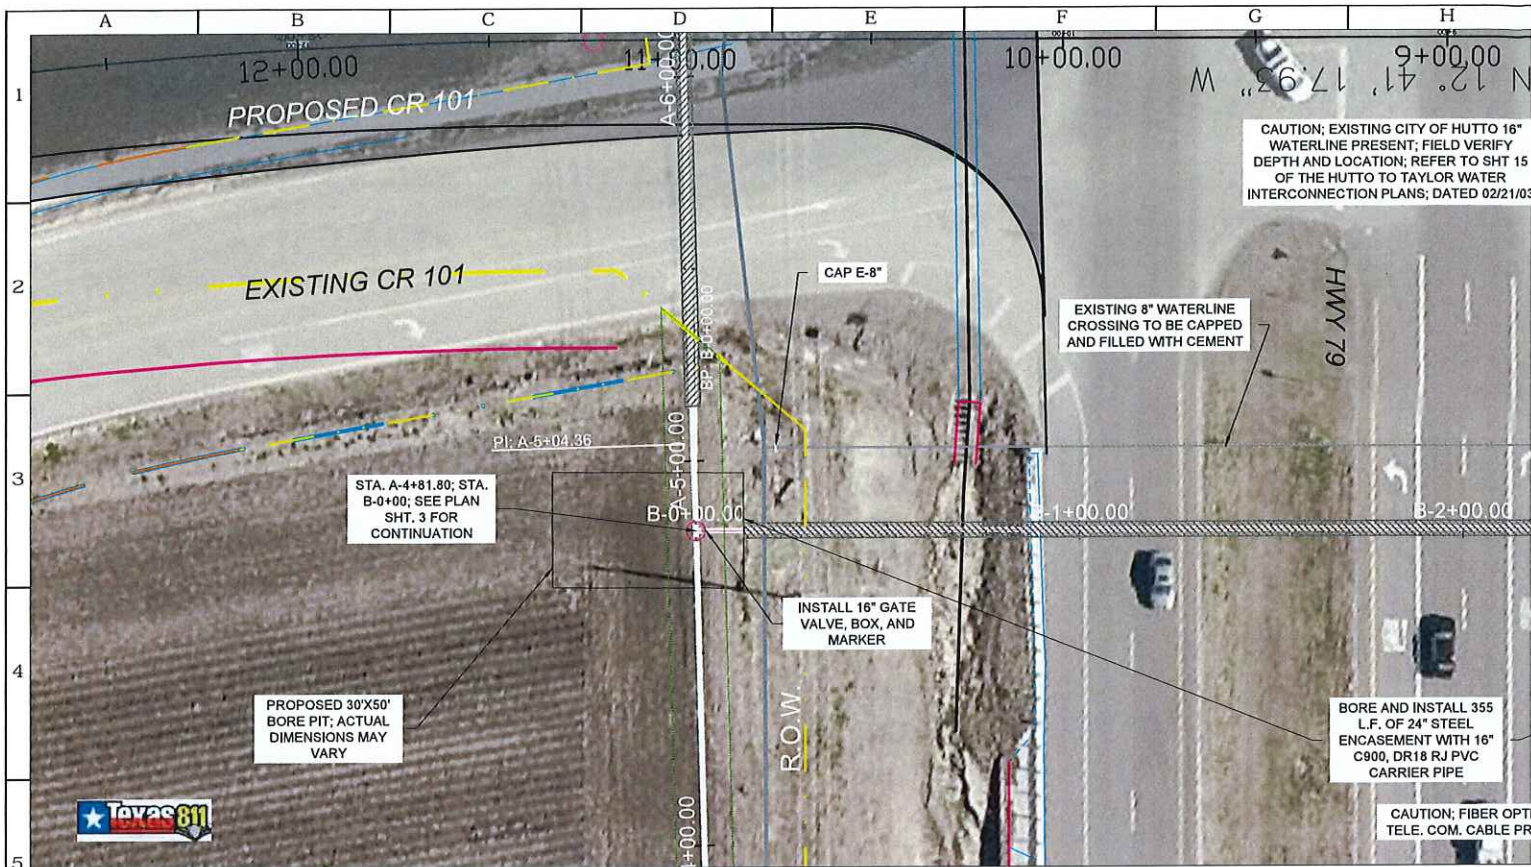 A B C D E F G H
1
2
3
4
5
12+00.00
11+00.00
10+00.00
9+00.00
N 12° 41' 17.93" W
PROPOSED CR 101
A-6+00.00
CAUTION; EXISTING CITY OF HUTTO 16"
WATERLINE PRESENT; FIELD VERIFY
DEPTH AND LOCATION; REFER TO SHT 15
OF THE HUTTO TO TAYLOR WATER
INTERCONNECTION PLANS; DATED 02/21/03
EXISTING CR 101
CAP E-8"
BP: B-0+00.00
EXISTING 8" WATERLINE
CROSSING TO BE CAPPED
AND FILLED WITH CEMENT
HWY 79
PI: A-5+04.36
A-5+00.00
STA. A-4+81.80; STA.
B-0+00; SEE PLAN
SHT. 3 FOR
CONTINUATION
B-0+00.00
B-1+00.00
B-2+00.00
INSTALL 16" GATE
VALVE, BOX, AND
MARKER
PROPOSED 30'X50'
BORE PIT; ACTUAL
DIMENSIONS MAY
VARY
R.O.W.
BORE AND INSTALL 355
L.F. OF 24" STEEL
ENCASEMENT WITH 16"
C900, DR18 RJ PVC
CARRIER PIPE
Texas 811
4+00.00
CAUTION; FIBER OPTI
TELE. COM. CABLE PR